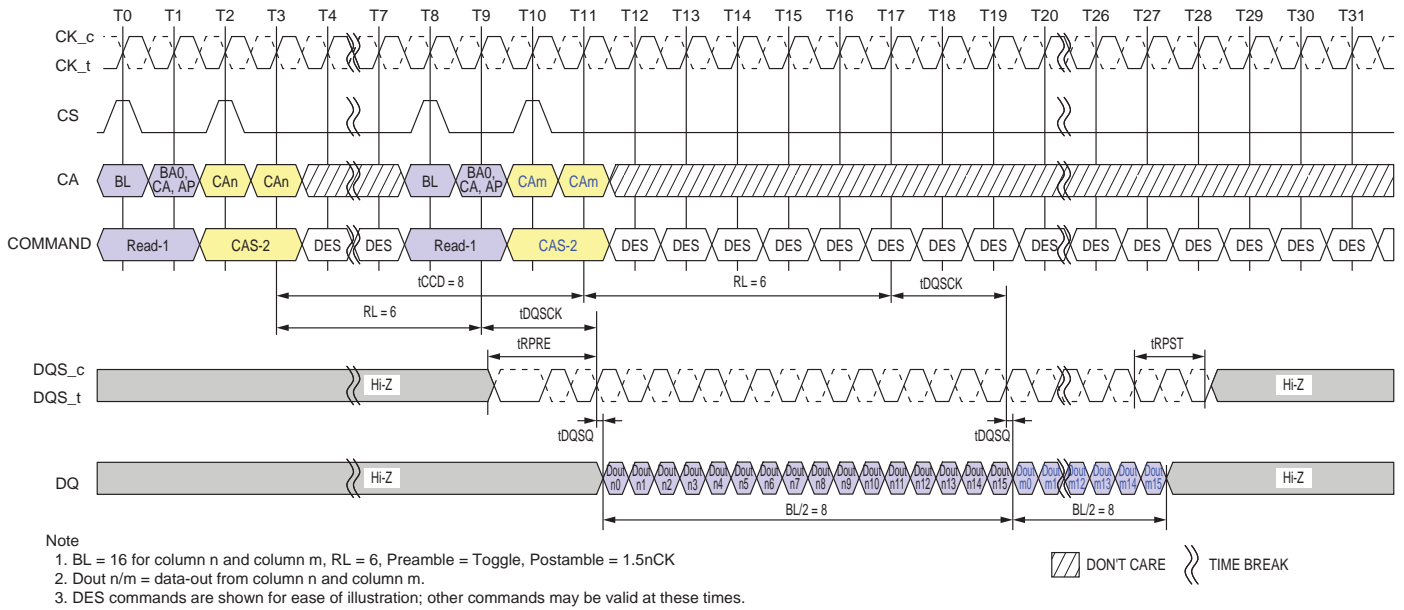 T0 T1 T2 T3 T4 T7 T8 T9 T10 T11 T12 T13 T14 T15 T16 T17 T18 T19 T20 T26 T27 T28 T29 T30 T31
CK_c
CK_t
CS
CA BL BA0, CA, AP CAn CAn BL BA0, CA, AP CAm CAm
COMMAND Read-1 CAS-2 DES DES Read-1 CAS-2 DES DES DES DES DES DES DES DES DES DES DES DES DES DES DES
tCCD = 8 RL = 6 tDQSCK
RL = 6 tDQSCK
tRPRE tRPST
DQS_c
DQS_t
Hi-Z Hi-Z
tDQSQ tDQSQ
DQ Hi-Z Dout n0 Dout n1 Dout n2 Dout n3 Dout n4 Dout n5 Dout n6 Dout n7 Dout n8 Dout n9 Dout n10 Dout n11 Dout n12 Dout n13 Dout n14 Dout n15 Dout m0 Dout m1 Dout m12 Dout m13 Dout m14 Dout m15 Hi-Z
BL/2 = 8 BL/2 = 8
Note
1. BL = 16 for column n and column m, RL = 6, Preamble = Toggle, Postamble = 1.5nCK
2. Dout n/m = data-out from column n and column m.
3. DES commands are shown for ease of illustration; other commands may be valid at these times.
DON'T CARE TIME BREAK